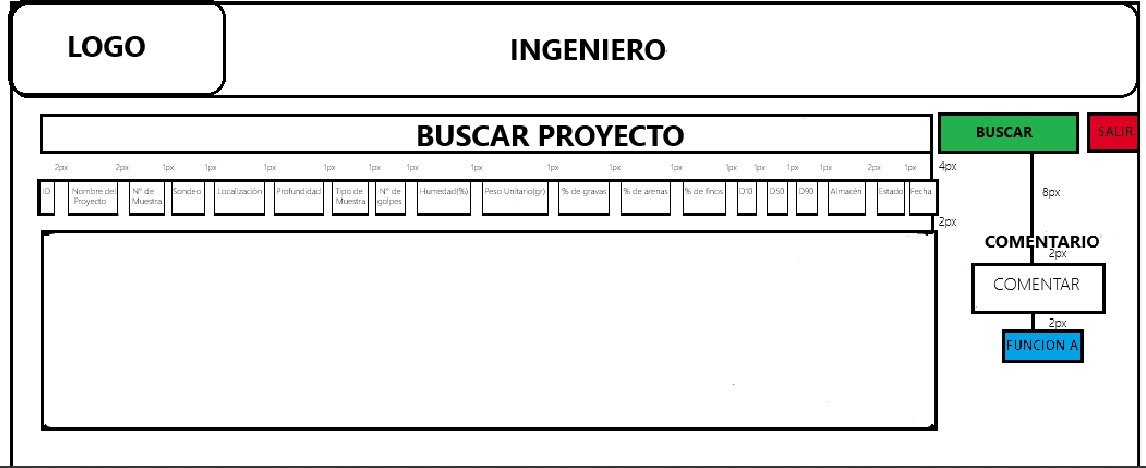 LOGO
INGENIERO
BUSCAR PROYECTO
BUSCAR
SALIR
2px 2px 1px 1px 1px 1px 1px 1px 1px 1px 1px 1px 1px 1px 1px 1px 2px 1px
4px
ID
Nombre del
Proyecto
N° de
Muestra
Sondeo
Localización
Profundidad
Tipo de
Muestra
N° de
golpes
Humedad(%)
Peso Unitario(gr)
% de gravas
% de arenas
% de finos
D10
D50
D90
Almacén
Estado
Fecha
8px
2px
COMENTARIO
2px
COMENTAR
2px
FUNCION A